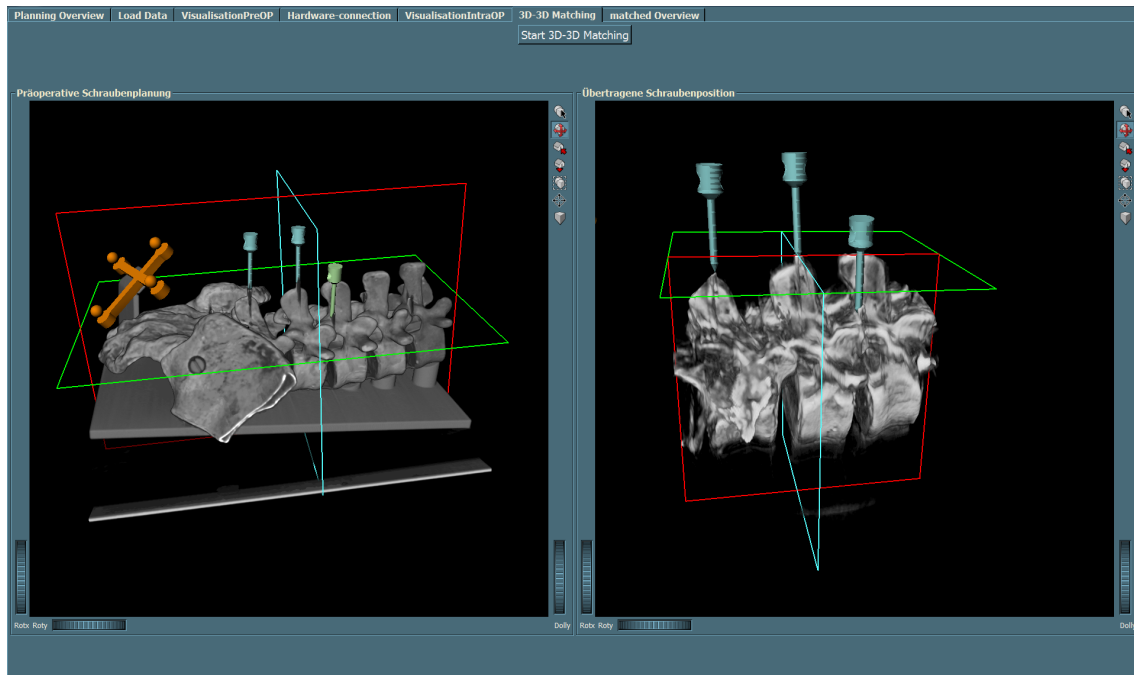 Planning Overview Load Data VisualisationPreOP Hardware-connection VisualisationIntraOP 3D-3D Matching matched Overview
Start 3D-3D Matching
Präoperative Schraubenplanung
Übertragene Schraubenposition
Rotx Roty Dolly
Rotx Roty Dolly